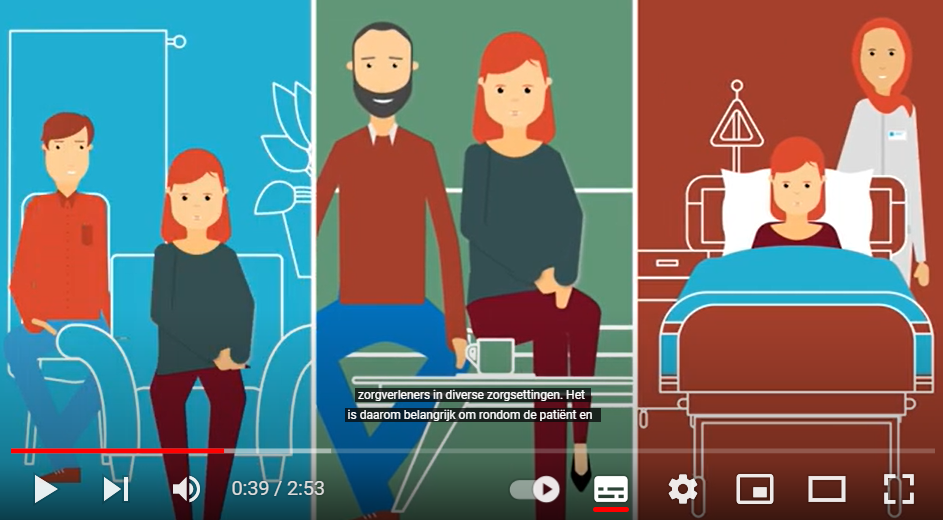 zorgverleners in diverse zorgsettingen. Het
is daarom belangrijk om rondom de patiënt en
0:39 / 2:53